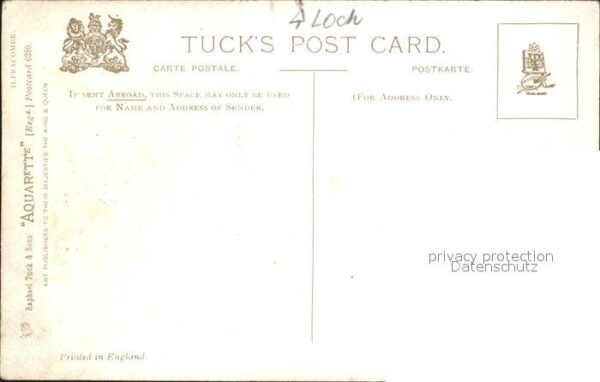 4 Loch
TUCK'S POST CARD.
CARTE POSTALE.
POSTKARTE.
IF SENT ABROAD, THIS SPACE MAY ONLY BE USED
FOR NAME AND ADDRESS OF SENDER.
(FOR ADDRESS ONLY.
ILFRACOMBE.
Raphael Tuck & Sons' "AQUARETTE" [Regd.] Postcard 6280.
ART PUBLISHERS TO THEIR MAJESTIES THE KING & QUEEN
privacy protection
Datenschutz
Printed in England.